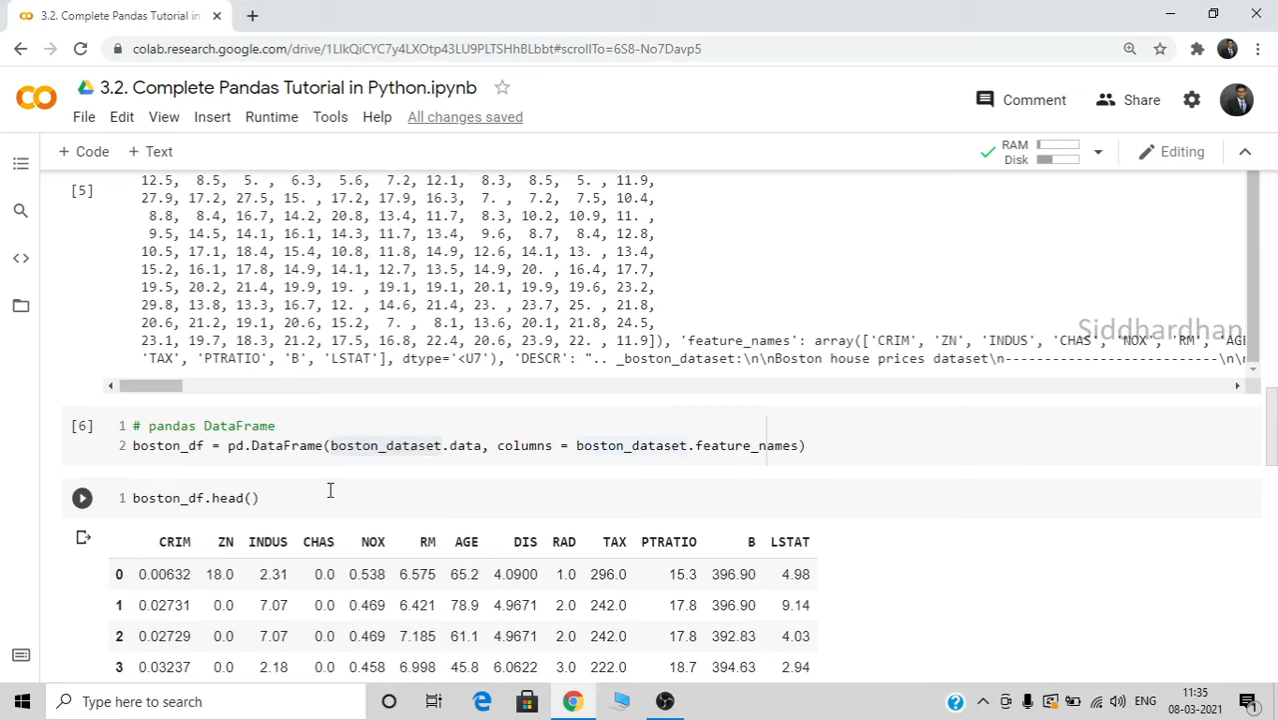 3.2. Complete Pandas Tutorial in
colab.research.google.com/drive/1LIkQiCYC7y4LXOtp43LU9PLTSHhBLbbt#scrollTo=6S8-No7Davp5
3.2. Complete Pandas Tutorial in Python.ipynb
Comment Share
File Edit View Insert Runtime Tools Help All changes saved
+ Code + Text RAM Disk Editing
[5]
12.5, 8.5, 5. , 6.3, 5.6, 7.2, 12.1, 8.3, 8.5, 5. , 11.9,
27.9, 17.2, 27.5, 15. , 17.2, 17.9, 16.3, 7. , 7.2, 7.5, 10.4,
8.8, 8.4, 16.7, 14.2, 20.8, 13.4, 11.7, 8.3, 10.2, 10.9, 11. ,
9.5, 14.5, 14.1, 16.1, 14.3, 11.7, 13.4, 9.6, 8.7, 8.4, 12.8,
10.5, 17.1, 18.4, 15.4, 10.8, 11.8, 14.9, 12.6, 14.1, 13. , 13.4,
15.2, 16.1, 17.8, 14.9, 14.1, 12.7, 13.5, 14.9, 20. , 16.4, 17.7,
19.5, 20.2, 21.4, 19.9, 19. , 19.1, 19.1, 20.1, 19.9, 19.6, 23.2,
29.8, 13.8, 13.3, 16.7, 12. , 14.6, 21.4, 23. , 23.7, 25. , 21.8,
20.6, 21.2, 19.1, 20.6, 15.2, 7. , 8.1, 13.6, 20.1, 21.8, 24.5,
Siddhardhan
23.1, 19.7, 18.3, 21.2, 17.5, 16.8, 22.4, 20.6, 23.9, 22. , 11.9]), 'feature_names': array(['CRIM', 'ZN', 'INDUS', 'CHAS', 'NOX', 'RM', 'AGE
'TAX', 'PTRATIO', 'B', 'LSTAT'], dtype='<U7'), 'DESCR': ".. _boston_dataset:\n\nBoston house prices dataset\n---------------------------\n\n
[6] 1 # pandas DataFrame
2 boston_df = pd.DataFrame(boston_dataset.data, columns = boston_dataset.feature_names)
1 boston_df.head()
CRIM ZN INDUS CHAS NOX RM AGE DIS RAD TAX PTRATIO B LSTAT
0 0.00632 18.0 2.31 0.0 0.538 6.575 65.2 4.0900 1.0 296.0 15.3 396.90 4.98
1 0.02731 0.0 7.07 0.0 0.469 6.421 78.9 4.9671 2.0 242.0 17.8 396.90 9.14
2 0.02729 0.0 7.07 0.0 0.469 7.185 61.1 4.9671 2.0 242.0 17.8 392.83 4.03
3 0.03237 0.0 2.18 0.0 0.458 6.998 45.8 6.0622 3.0 222.0 18.7 394.63 2.94
Type here to search
ENG
11:35
08-03-2021